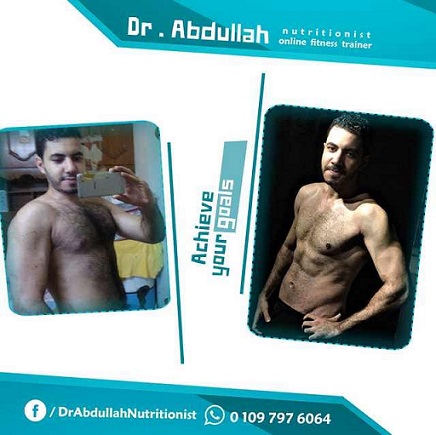 Dr . Abdullah
nutritionist
online fitness trainer
Achieve
your goals
/DrAbdullahNutritionist
0 109 797 6064